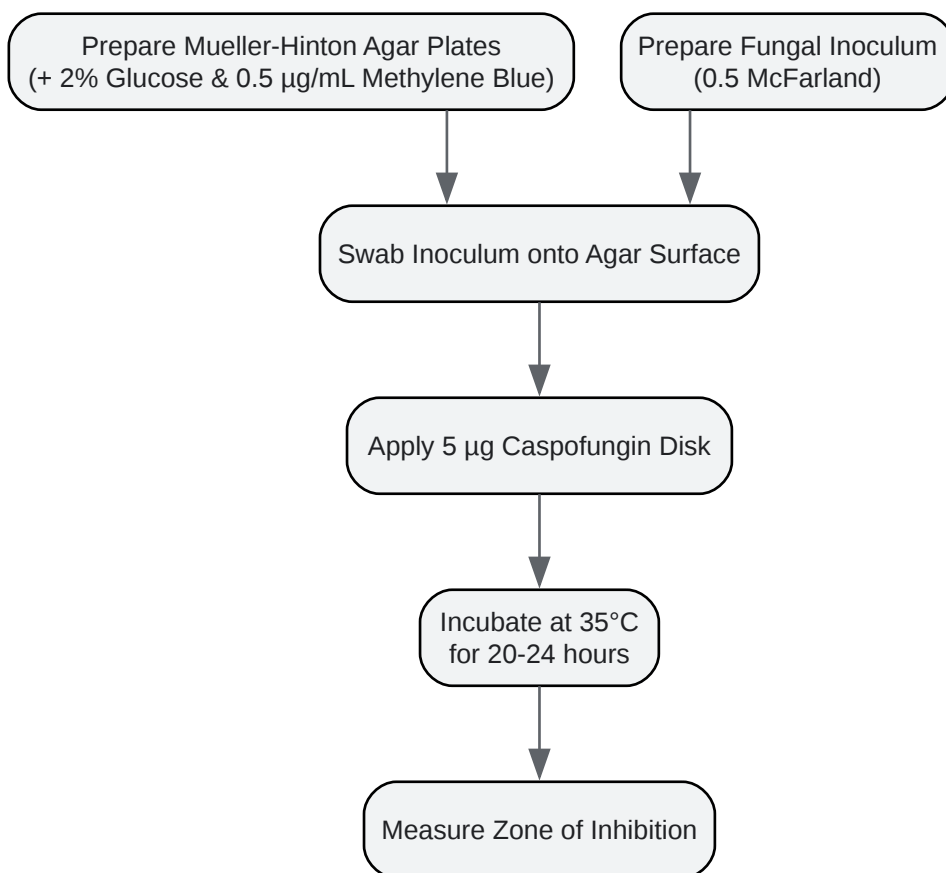 Prepare Mueller-Hinton Agar Plates
(+ 2% Glucose & 0.5 µg/mL Methylene Blue)
Prepare Fungal Inoculum
(0.5 McFarland)
Swab Inoculum onto Agar Surface
Apply 5 µg Caspofungin Disk
Incubate at 35°C
for 20-24 hours
Measure Zone of Inhibition